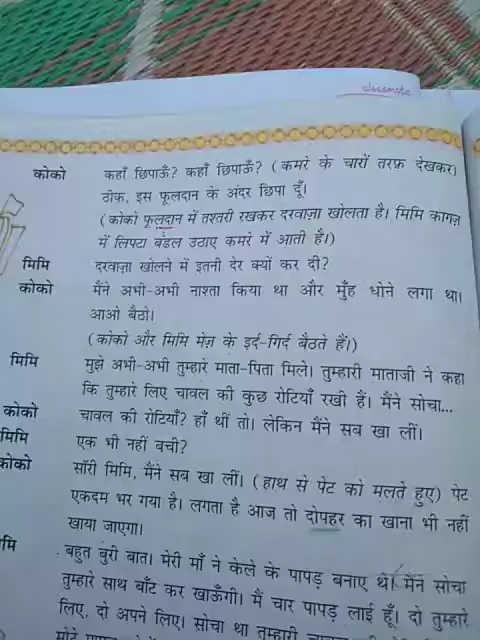 classmate
कोको कहाँ छिपाऊँ? कहाँ छिपाऊँ? (कमरे के चारों तरफ़ देखकर)
ठीक, इस फूलदान के अंदर छिपा दूँ।
(कोको फूलदान में तश्तरी रखकर दरवाज़ा खोलता है। मिमि कागज़
में लिपटा बंडल उठाए कमरे में आती है।)
मिमि दरवाज़ा खोलने में इतनी देर क्यों कर दी?
कोको मैंने अभी-अभी नाश्ता किया था और मुँह धोने लगा था।
आओ बैठो।
(कोको और मिमि मेज़ के इर्द-गिर्द बैठते हैं।)
मिमि मुझे अभी-अभी तुम्हारे माता-पिता मिले। तुम्हारी माताजी ने कहा
कि तुम्हारे लिए चावल की कुछ रोटियाँ रखी हैं। मैंने सोचा...
कोको चावल की रोटियाँ? हाँ थीं तो। लेकिन मैंने सब खा लीं।
मिमि एक भी नहीं बची?
कोको सॉरी मिमि, मैंने सब खा लीं। (हाथ से पेट को मलते हुए) पेट
एकदम भर गया है। लगता है आज तो दोपहर का खाना भी नहीं
खाया जाएगा।
मि बहुत बुरी बात। मेरी माँ ने केले के पापड़ बनाए थे। मैंने सोचा
तुम्हारे साथ बाँट कर खाऊँगी। मैं चार पापड़ लाई हूँ। दो तुम्हारे
लिए, दो अपने लिए। सोचा था तुम्हारी